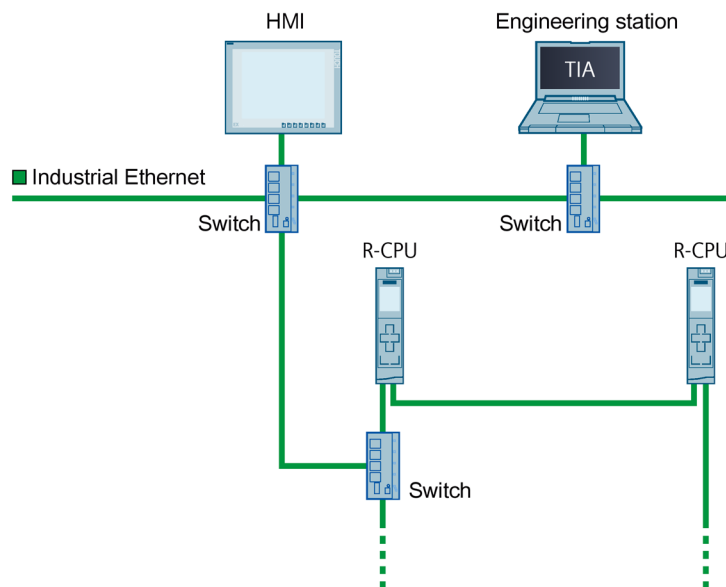 HMI
Engineering station
TIA
Industrial Ethernet
Switch
Switch
R-CPU
R-CPU
Switch